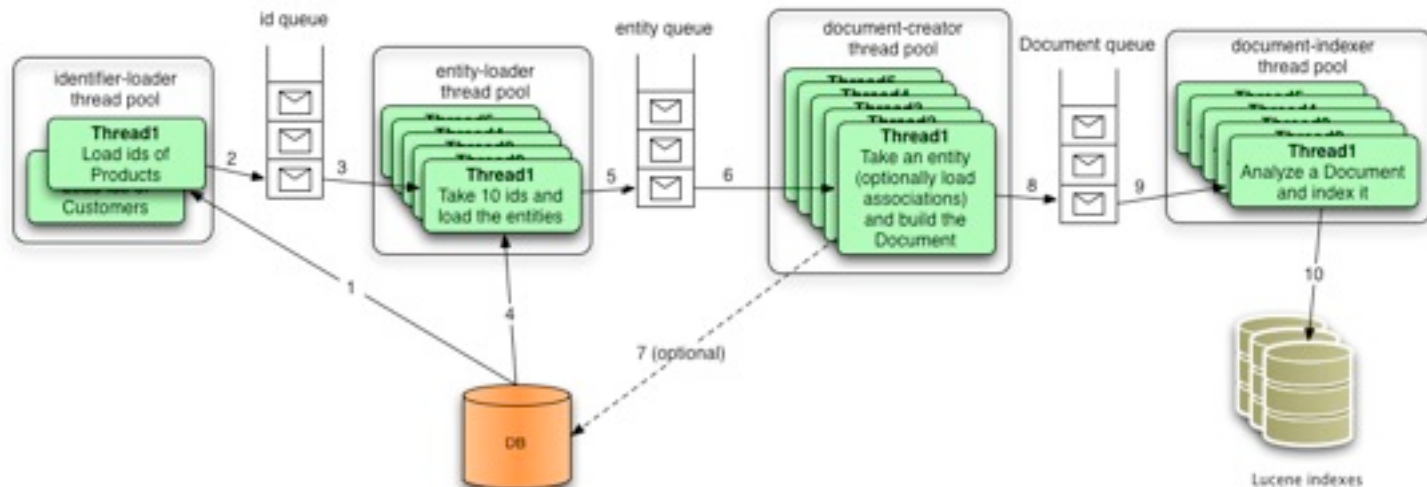 id queue
identifier-loader
thread pool
Thread1
Load ids of
Products
Customers
2
3
entity-loader
thread pool
Thread1
Take 10 ids and
load the entities
5
entity queue
6
document-creator
thread pool
Thread5
Thread4
Thread1
Take an entity
(optionally load
associations)
and build the
Document
8
Document queue
9
document-indexer
thread pool
Thread1
Analyze a Document
and index it
1
4
7 (optional)
10
DB
Lucene indexes